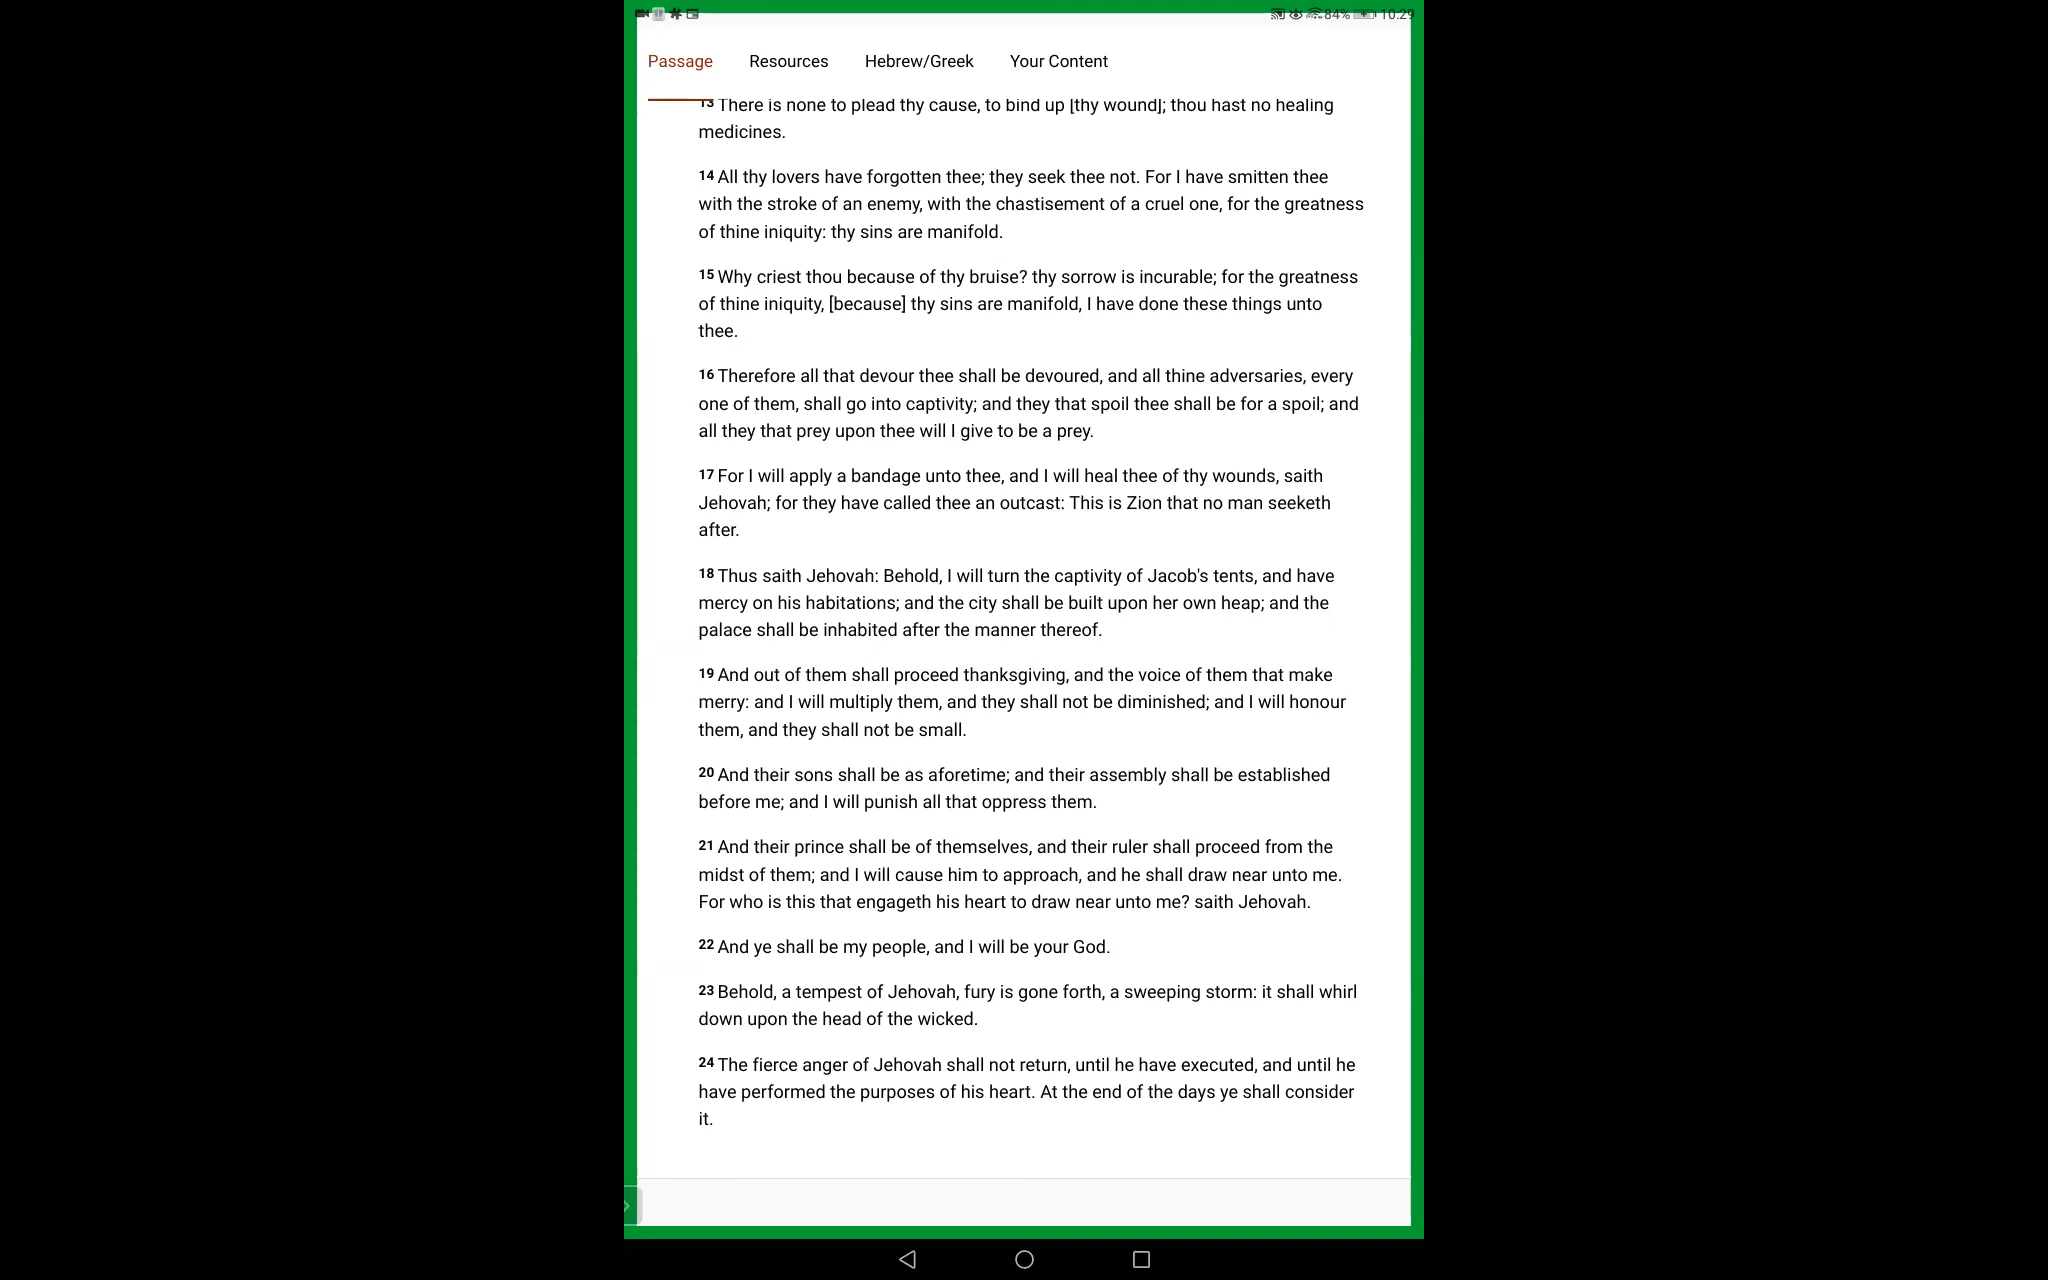 84% 10:29
Passage Resources Hebrew/Greek Your Content
13 There is none to plead thy cause, to bind up [thy wound]; thou hast no healing
medicines.
14 All thy lovers have forgotten thee; they seek thee not. For I have smitten thee
with the stroke of an enemy, with the chastisement of a cruel one, for the greatness
of thine iniquity: thy sins are manifold.
15 Why criest thou because of thy bruise? thy sorrow is incurable; for the greatness
of thine iniquity, [because] thy sins are manifold, I have done these things unto
thee.
16 Therefore all that devour thee shall be devoured, and all thine adversaries, every
one of them, shall go into captivity; and they that spoil thee shall be for a spoil; and
all they that prey upon thee will I give to be a prey.
17 For I will apply a bandage unto thee, and I will heal thee of thy wounds, saith
Jehovah; for they have called thee an outcast: This is Zion that no man seeketh
after.
18 Thus saith Jehovah: Behold, I will turn the captivity of Jacob's tents, and have
mercy on his habitations; and the city shall be built upon her own heap; and the
palace shall be inhabited after the manner thereof.
19 And out of them shall proceed thanksgiving, and the voice of them that make
merry: and I will multiply them, and they shall not be diminished; and I will honour
them, and they shall not be small.
20 And their sons shall be as aforetime; and their assembly shall be established
before me; and I will punish all that oppress them.
21 And their prince shall be of themselves, and their ruler shall proceed from the
midst of them; and I will cause him to approach, and he shall draw near unto me.
For who is this that engageth his heart to draw near unto me? saith Jehovah.
22 And ye shall be my people, and I will be your God.
23 Behold, a tempest of Jehovah, fury is gone forth, a sweeping storm: it shall whirl
down upon the head of the wicked.
24 The fierce anger of Jehovah shall not return, until he have executed, and until he
have performed the purposes of his heart. At the end of the days ye shall consider
it.